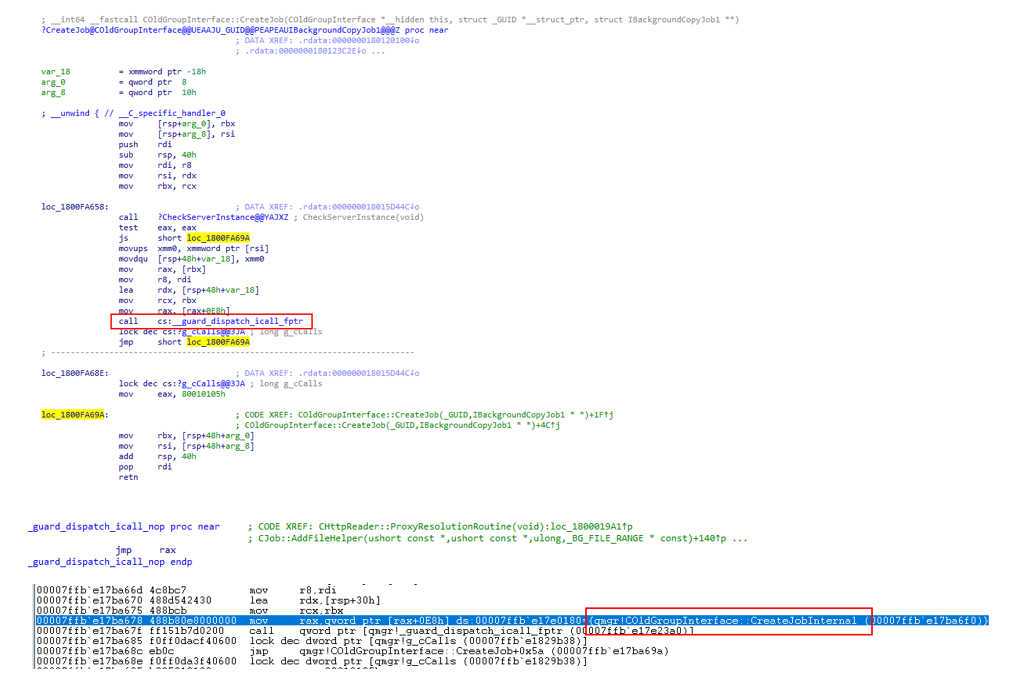 ; __int64 __fastcall COldGroupInterface::CreateJob(COldGroupInterface *__hidden this, struct _GUID *__struct_ptr, struct IBackgroundCopyJob1 **)
?CreateJob@COldGroupInterface@@UEAAJU_GUID@@PEAPEAUIBackgroundCopyJob1@@@Z proc near
; DATA XREF: .rdata:0000000180120100↓o
; .rdata:0000000180123C2E↓o ...
var_18 = xmmword ptr -18h
arg_0 = qword ptr 8
arg_8 = qword ptr 10h
; __unwind { // __C_specific_handler_0
mov [rsp+arg_0], rbx
mov [rsp+arg_8], rsi
push rdi
sub rsp, 40h
mov rdi, r8
mov rsi, rdx
mov rbx, rcx
loc_1800FA658: ; DATA XREF: .rdata:000000018015D44C↓o
call ?CheckServerInstance@@YAJXZ ; CheckServerInstance(void)
test eax, eax
js short loc_1800FA69A
movups xmm0, xmmword ptr [rsi]
movdqu [rsp+48h+var_18], xmm0
mov rax, [rbx]
mov r8, rdi
lea rdx, [rsp+48h+var_18]
mov rcx, rbx
mov rax, [rax+0E8h]
call cs:__guard_dispatch_icall_fptr
lock dec cs:?g_cCalls@@3JA ; long g_cCalls
jmp short loc_1800FA69A
; ---------------------------------------------------------------------------
loc_1800FA68E: ; DATA XREF: .rdata:000000018015D44C↓o
lock dec cs:?g_cCalls@@3JA ; long g_cCalls
mov eax, 80010105h
loc_1800FA69A: ; CODE XREF: COldGroupInterface::CreateJob(_GUID,IBackgroundCopyJob1 * *)+1F↑j
; COldGroupInterface::CreateJob(_GUID,IBackgroundCopyJob1 * *)+4C↑j
mov rbx, [rsp+48h+arg_0]
mov rsi, [rsp+48h+arg_8]
add rsp, 40h
pop rdi
retn
_guard_dispatch_icall_nop proc near ; CODE XREF: CHttpReader::ProxyResolutionRoutine(void):loc_1800019A1↑p
; CJob::AddFileHelper(ushort const *,ushort const *,ulong,_BG_FILE_RANGE * const)+140↑p ...
jmp rax
_guard_dispatch_icall_nop endp
00007ffb`e17ba66d 4c8bc7 mov r8,rdi
00007ffb`e17ba670 488d542430 lea rdx,[rsp+30h]
00007ffb`e17ba675 488bcb mov rcx,rbx
00007ffb`e17ba678 488b80e8000000 mov rax,qword ptr [rax+0E8h] ds:00007ffb`e17e0180={qmgr!COldGroupInterface::CreateJobInternal (00007ffb`e17ba6f0)}
00007ffb`e17ba67f ff151b7d0200 call qword ptr [qmgr!_guard_dispatch_icall_fptr (00007ffb`e17e23a0)]
00007ffb`e17ba685 f0ff0dacf40600 lock dec dword ptr [qmgr!g_cCalls (00007ffb`e1829b38)]
00007ffb`e17ba68c eb0c jmp qmgr!COldGroupInterface::CreateJob+0x5a (00007ffb`e17ba69a)
00007ffb`e17ba68e f0ff0da3f40600 lock dec dword ptr [qmgr!g_cCalls (00007ffb`e1829b38)]